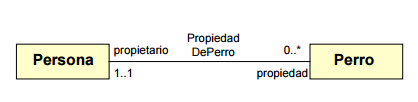 Persona
propietario
1..1
Propiedad
DePerro
0..*
propiedad
Perro